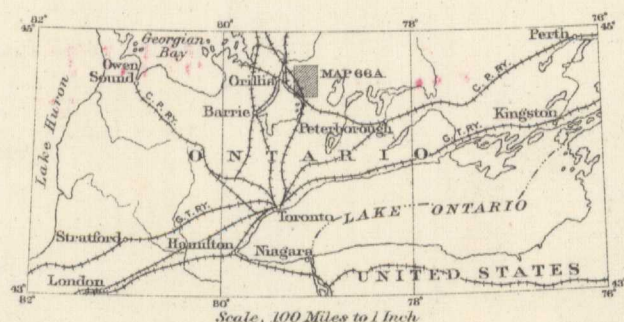 82° 80° 78° 76°
45° 45°
Georgian
Bay
Perth
Owen
Sound
Orillia
MAP 66A.
C. P. RY.
C. P. RY.
Lake Huron
Barrie
Kingston
Peterborough
G. T. RY.
ONTARIO
G. T. RY.
Toronto
LAKE ONTARIO
Stratford
Hamilton
Niagara
UNITED STATES
London
43° 43°
82° 80° 78° 76°
Scale, 100 Miles to 1 Inch